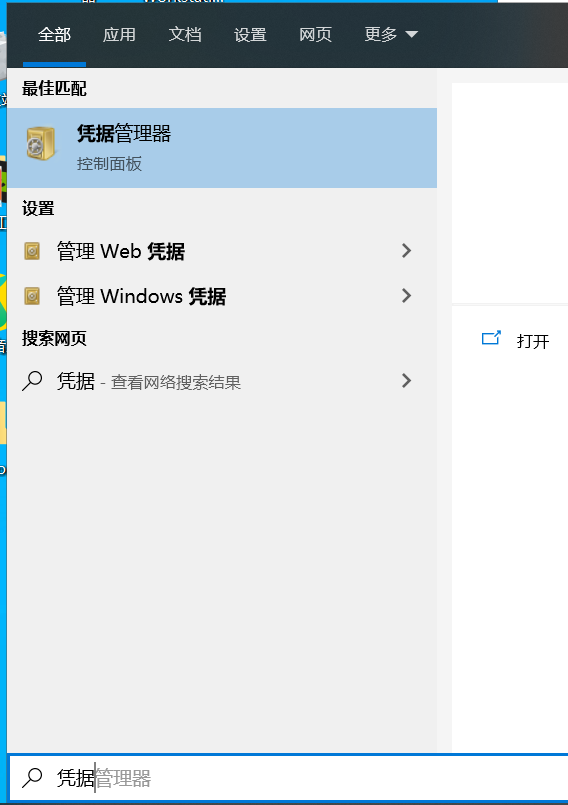 全部 应用 文档 设置 网页 更多
最佳匹配
凭据管理器
控制面板
设置
管理 Web 凭据
管理 Windows 凭据
搜索网页
凭据 - 查看网络搜索结果
打开
凭据管理器